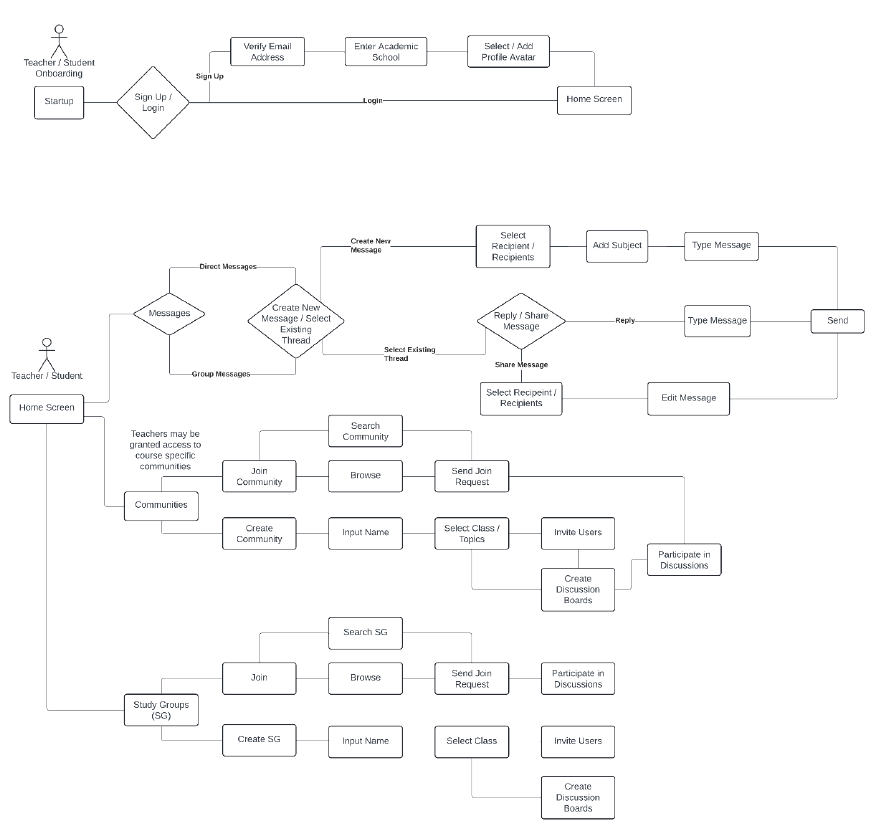 Teacher / Student
Onboarding
Startup
Sign Up /
Login
Sign Up
Verify Email
Address
Enter Academic
School
Select / Add
Profile Avatar
Login
Home Screen
Messages
Direct Messages
Group Messages
Create New
Message / Select
Existing
Thread
Create New
Message
Select
Recipient /
Recipients
Add Subject
Type Message
Select Existing
Thread
Reply / Share
Message
Reply
Type Message
Send
Share Message
Select Recipeint /
Recipients
Edit Message
Teacher / Student
Home Screen
Teachers may be
granted access to
course specific
communities
Communities
Join
Community
Search
Community
Browse
Send Join
Request
Create
Community
Input Name
Select Class /
Topics
Invite Users
Create
Discussion
Boards
Participate in
Discussions
Study Groups
(SG)
Join
Search SG
Browse
Send Join
Request
Participate in
Discussions
Create SG
Input Name
Select Class
Invite Users
Create
Discussion
Boards